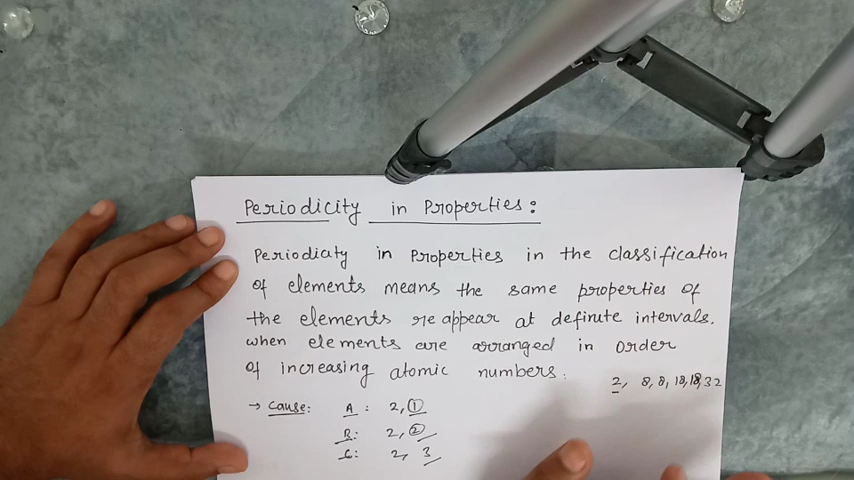 Periodicity in Properties:
Periodicity in Properties in the classification
of elements means the same properties of
the elements reappear at definite intervals.
when elements are arranged in order
of increasing atomic numbers.
2, 8,8,18,18,32
→ Cause: A : 2,1
B: 2,2
C: 2, 3